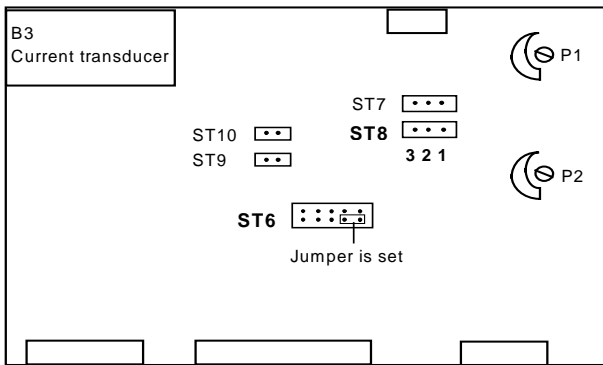 B3
Current transducer
P1
ST7
ST10
ST8
ST9
3 2 1
P2
ST6
Jumper is set